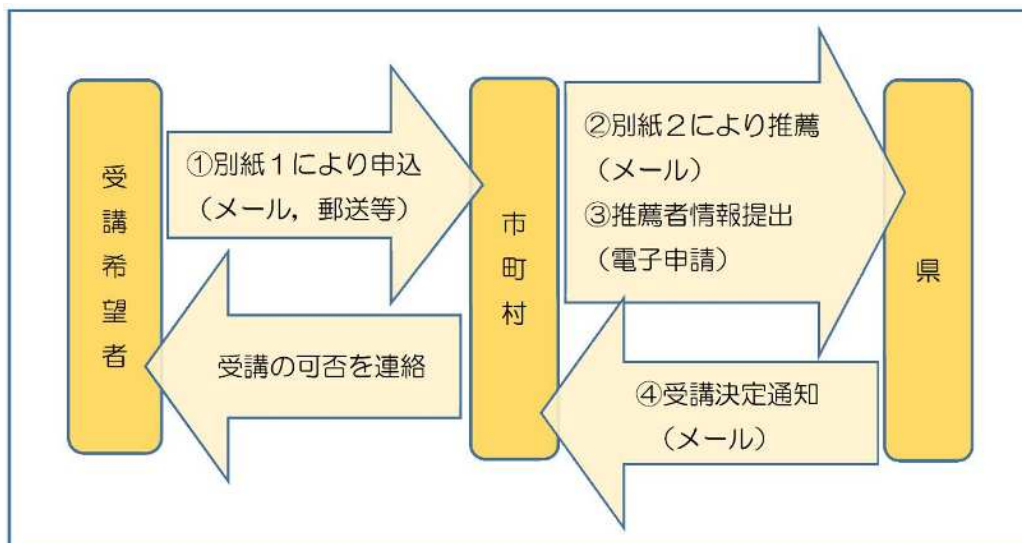 受講希望者
①別紙１により申込
（メール，郵送等）
受講の可否を連絡
市町村
②別紙２により推薦
（メール）
③推薦者情報提出
（電子申請）
④受講決定通知
（メール）
県